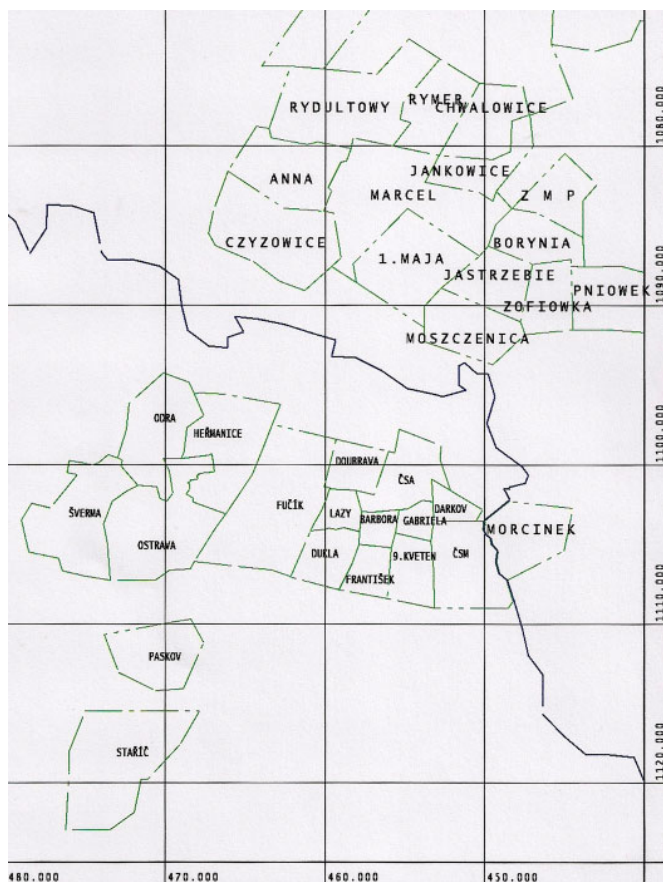 RYDULTOWY
RYMER
CHWALOWICE
1080.000
ANNA
JANKOWICE
MARCEL
Z M P
CZYZOWICE
BORYNIA
1.MAJA
JASTRZEBIE
PNIOWEK
1090.000
ZOFIOWKA
MOSZCZENICA
ODRA
HEŘMANICE
DOUBRAVA
1100.000
ČSA
FUČÍK
LAZY
DARKOV
ŠVERMA
BARBORA
GABRIELA
MORCINEK
OSTRAVA
DUKLA
9.KVETEN
ČSM
FRANTIŠEK
1110.000
PASKOV
STAŘÍČ
1120.000
480.000
470.000
460.000
450.000